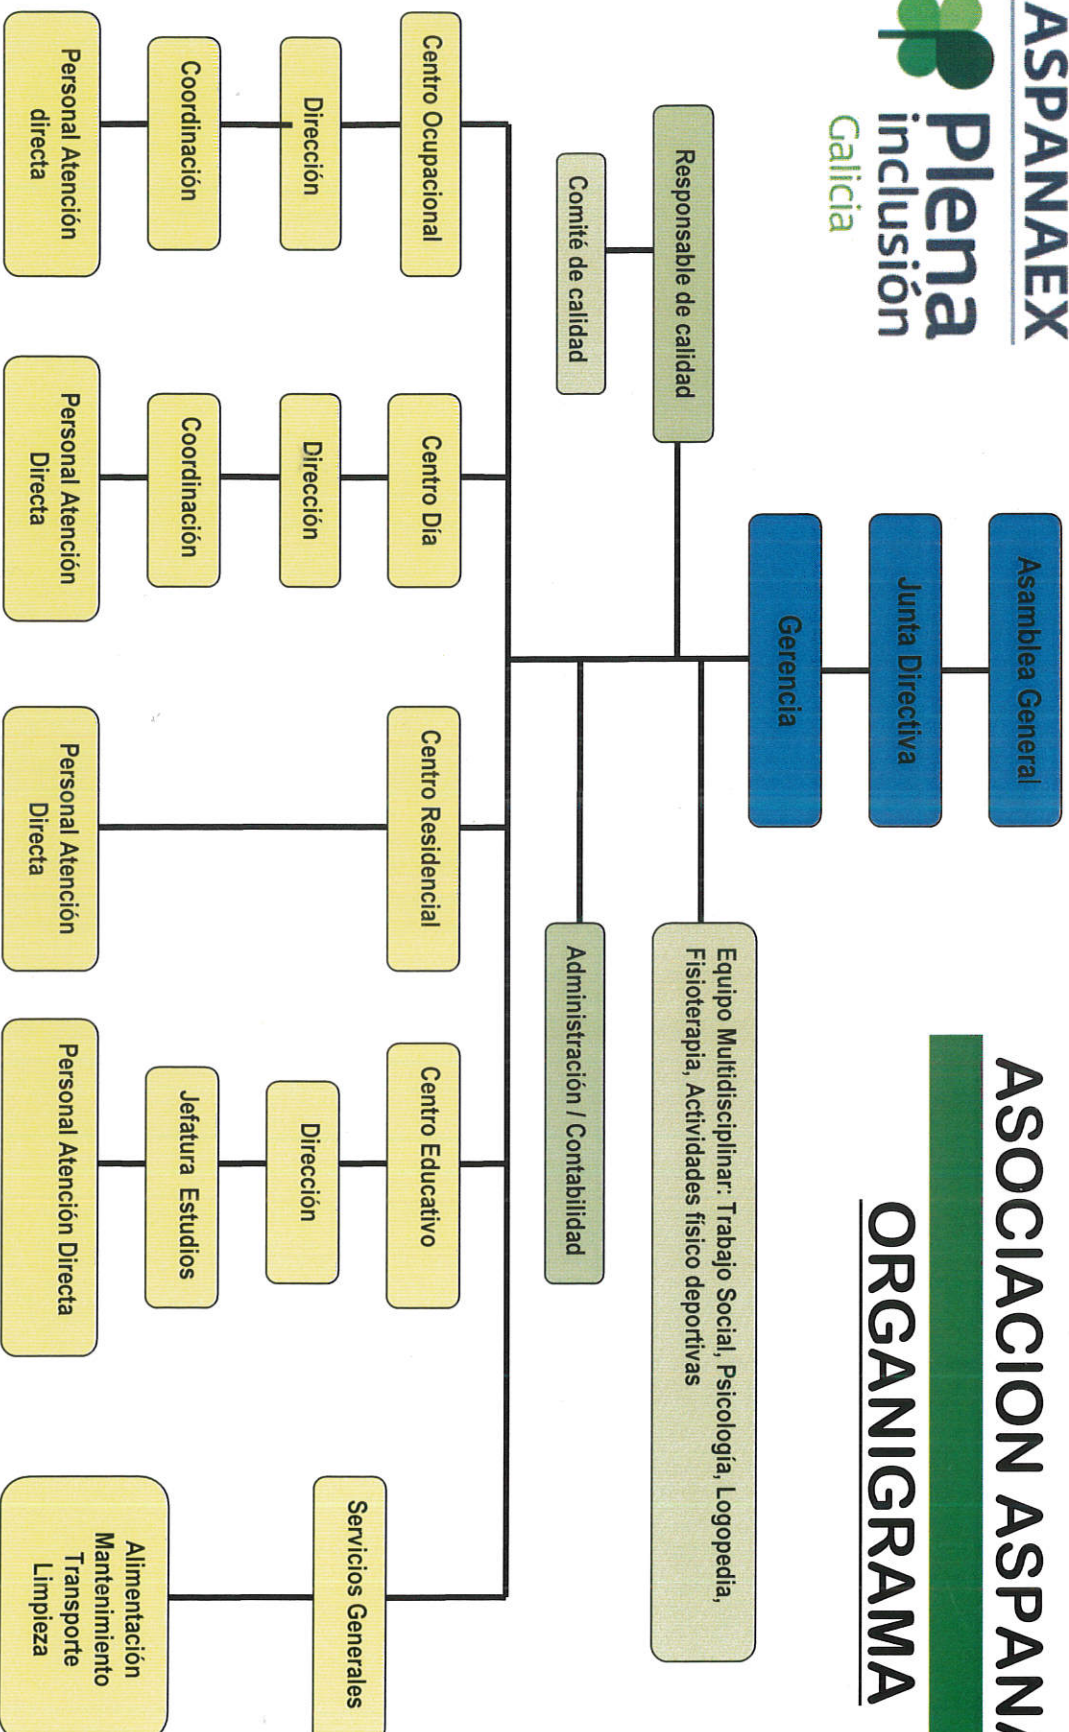 ASPANAEX
Plena
inclusión
Galicia
ASOCIACION ASPANA
ORGANIGRAMA
Asamblea General
Junta Directiva
Gerencia
Responsable de calidad
Comité de calidad
Equipo Multidisciplinar: Trabajo Social, Psicología, Logopedia,
Fisioterapia, Actividades físico deportivas
Administración / Contabilidad
Centro Ocupacional
Dirección
Coordinación
Personal Atención
directa
Centro Día
Dirección
Coordinación
Personal Atención
Directa
Centro Residencial
Personal Atención
Directa
Centro Educativo
Dirección
Jefatura Estudios
Personal Atención Directa
Servicios Generales
Alimentación
Mantenimiento
Transporte
Limpieza